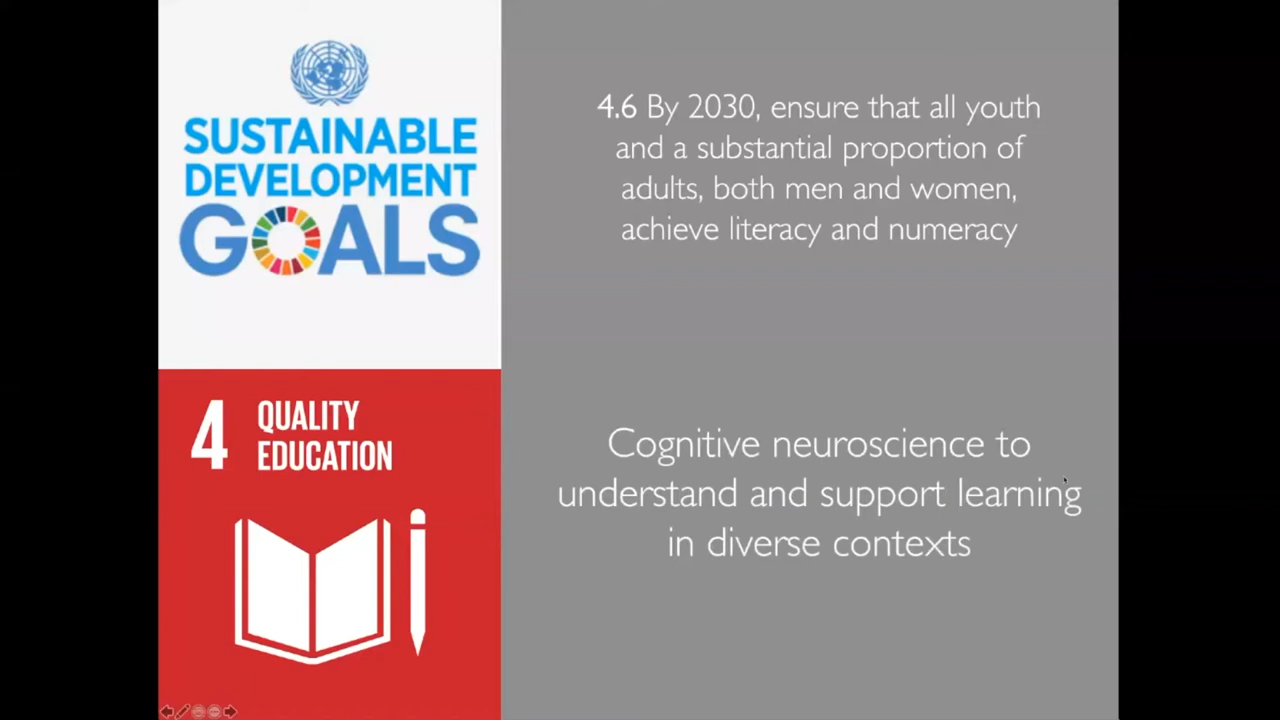 SUSTAINABLE
DEVELOPMENT
GOALS
4.6 By 2030, ensure that all youth
and a substantial proportion of
adults, both men and women,
achieve literacy and numeracy
4 QUALITY
EDUCATION
Cognitive neuroscience to
understand and support learning
in diverse contexts